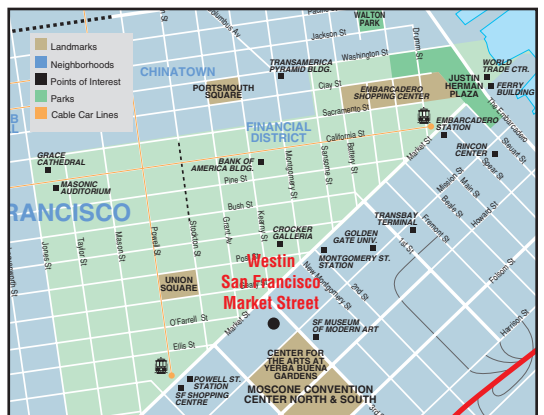 Landmarks
Neighborhoods
Points of Interest
Parks
Cable Car Lines
WALTON
PARK
Jackson St
Washington St
Columbus Av
Drumm St
TRANSAMERICA
PYRAMID BLDG.
CHINATOWN
PORTSMOUTH
SQUARE
Clay St
EMBARCADERO
SHOPPING CENTER
JUSTIN
HERMAN
PLAZA
WORLD
TRADE CTR.
FERRY
BUILDING
The Embarcadero
Sacramento St
FINANCIAL
DISTRICT
California St
EMBARCADERO
STATION
Market St
RINCON
CENTER
Steuart St
Spear St
Main St
Mission St
Beale St
Howard St
Fremont St
1st St
Folsom St
Harrison St
GRACE
CATHEDRAL
MASONIC
AUDITORIUM
BANK OF
AMERICA BLDG.
Pine St
Montgomery St
Sansome St
Battery St
RANCISCO
Bush St
Jones St
Taylor St
Mason St
Powell St
Stockton St
Grant Av
Kearny St
CROCKER
GALLERIA
GOLDEN
GATE UNIV.
TRANSBAY
TERMINAL
MONTGOMERY ST.
STATION
New Montgomery
2nd St
Westin
San Francisco
Market Street
UNION
SQUARE
O'Farrell St
Ellis St
Market St
SF MUSEUM
OF MODERN ART
CENTER FOR
THE ARTS AT
YERBA BUENA
GARDENS
MOSCONE CONVENTION
CENTER NORTH & SOUTH
POWELL ST.
STATION
SF SHOPPING
CENTRE